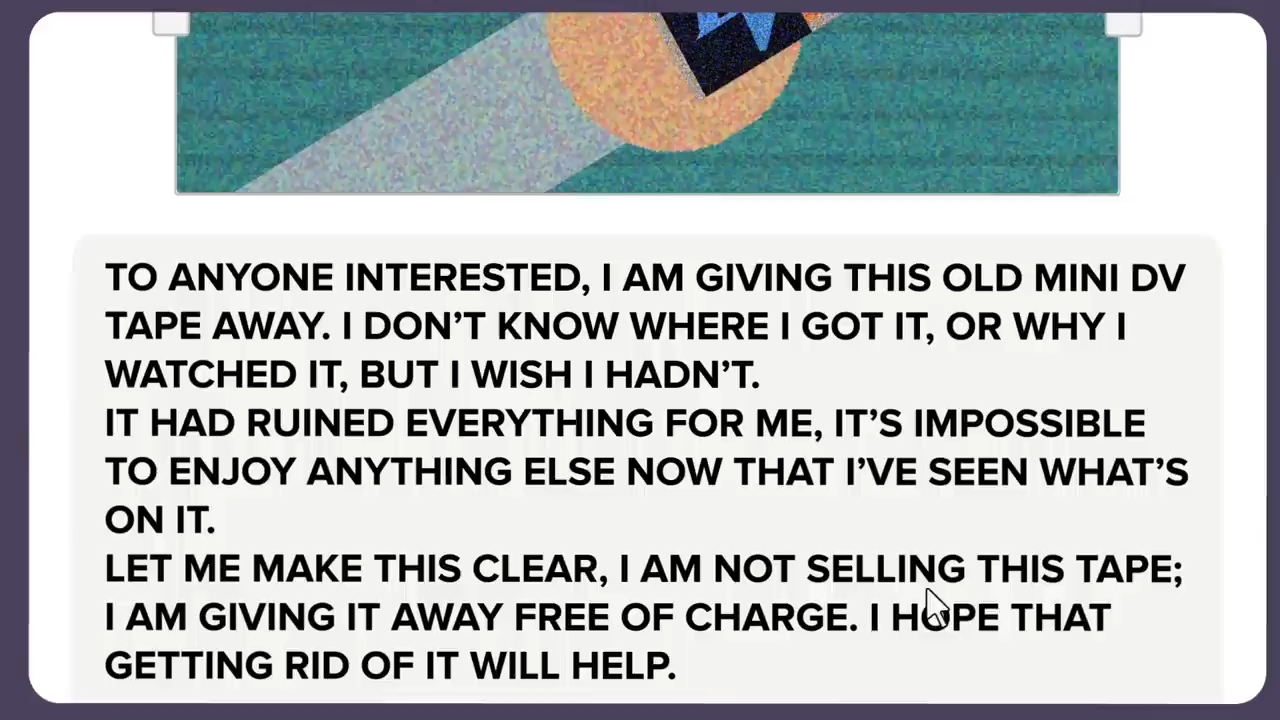 TO ANYONE INTERESTED, I AM GIVING THIS OLD MINI DV
TAPE AWAY. I DON’T KNOW WHERE I GOT IT, OR WHY I
WATCHED IT, BUT I WISH I HADN’T.
IT HAD RUINED EVERYTHING FOR ME, IT’S IMPOSSIBLE
TO ENJOY ANYTHING ELSE NOW THAT I’VE SEEN WHAT’S
ON IT.
LET ME MAKE THIS CLEAR, I AM NOT SELLING THIS TAPE;
I AM GIVING IT AWAY FREE OF CHARGE. I HOPE THAT
GETTING RID OF IT WILL HELP.